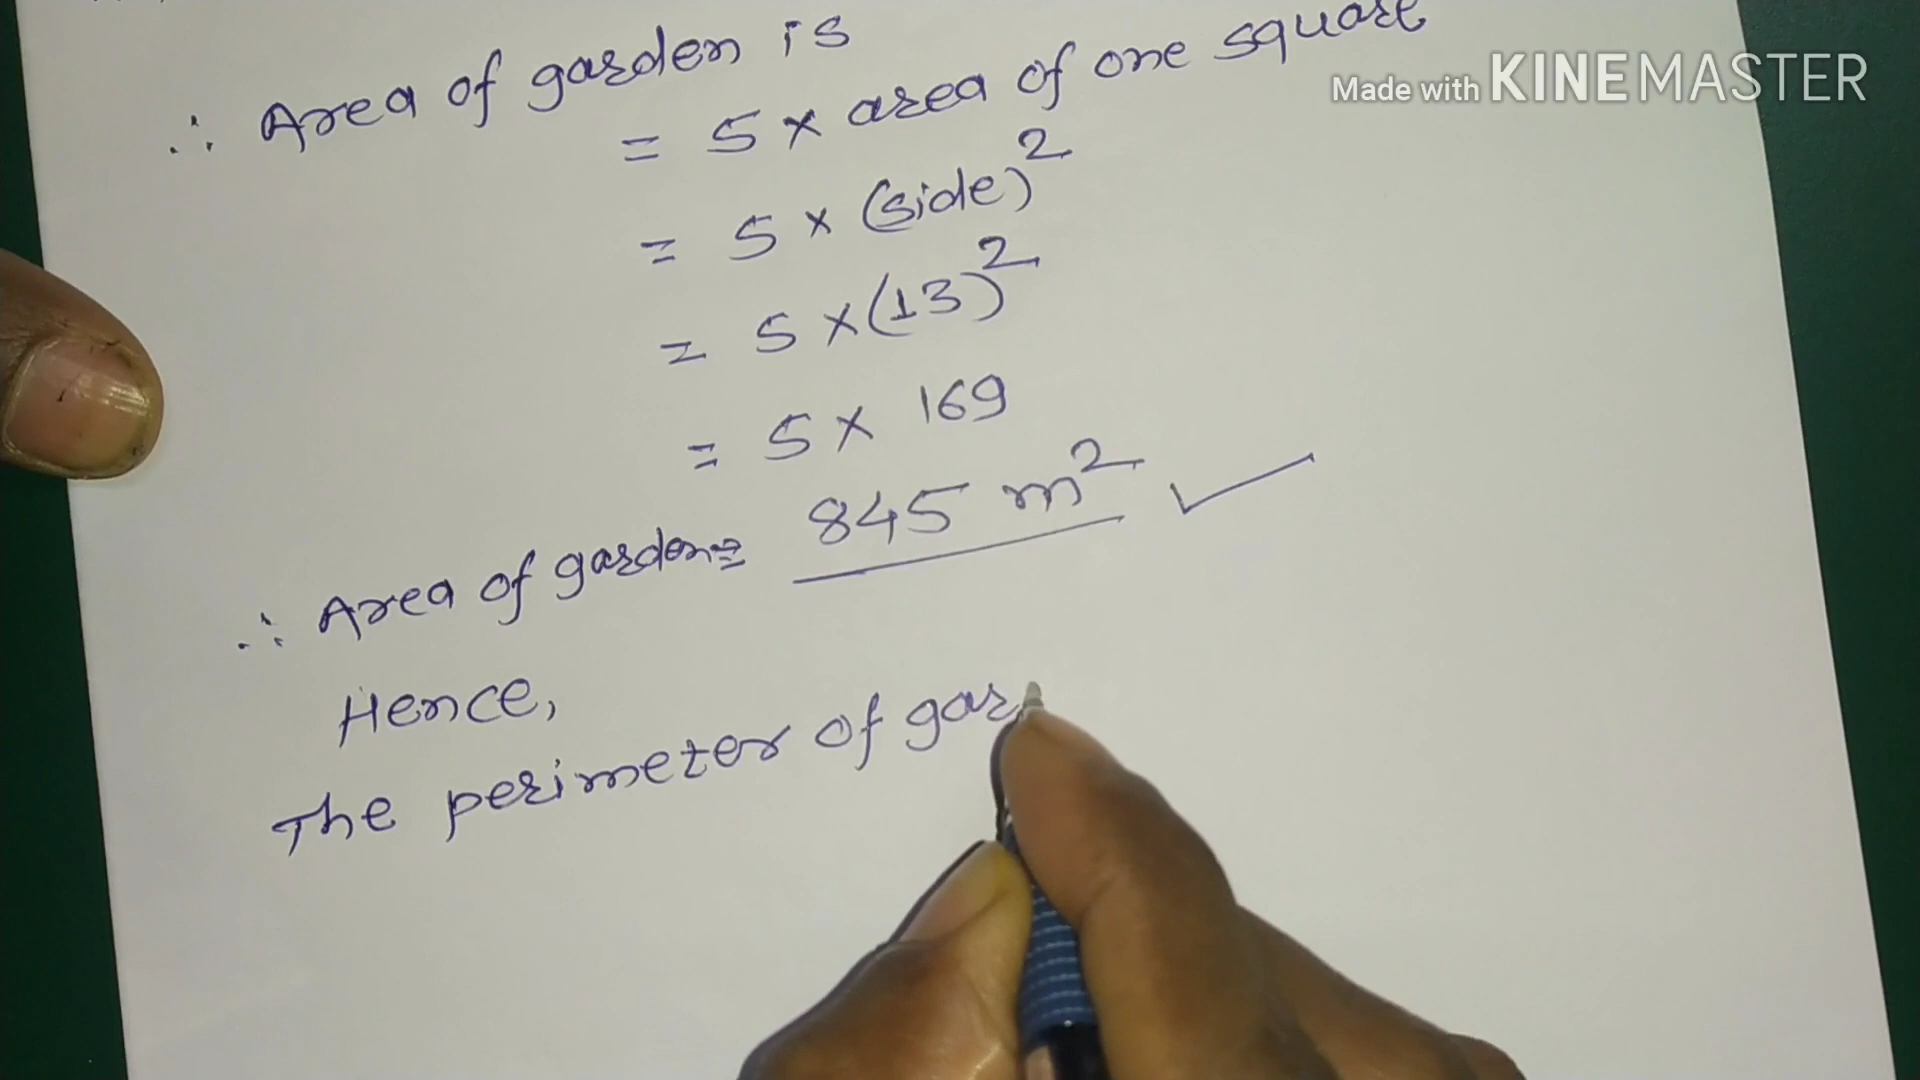 ∴ Area of garden is
= 5 × area of one square
= 5 × (side)²
= 5 × (13)²
= 5 × 169
∴ Area of garden = 845 m² ✓
Hence,
The perimeter of gar
Made with KINEMASTER